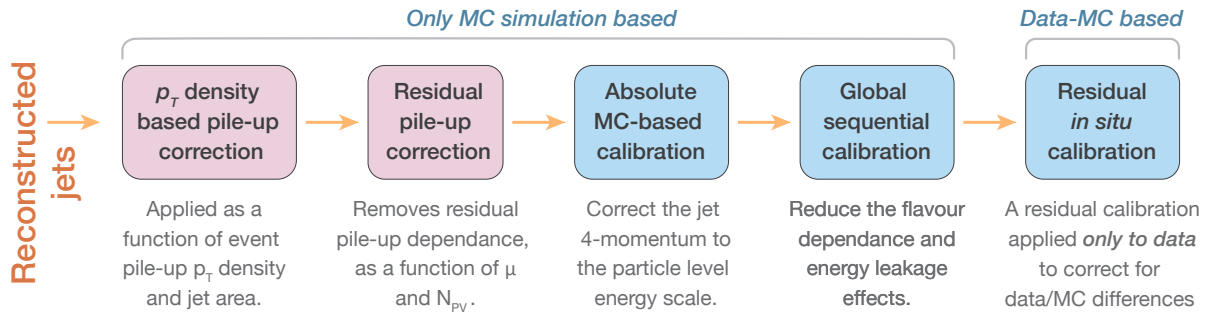 Only MC simulation based
Data-MC based
Reconstructed
jets
p_T density
based pile-up
correction
Residual
pile-up
correction
Absolute
MC-based
calibration
Global
sequential
calibration
Residual
in situ
calibration
Applied as a
function of event
pile-up p_T density
and jet area.
Removes residual
pile-up dependance,
as a function of μ
and N_PV.
Correct the jet
4-momentum to
the particle level
energy scale.
Reduce the flavour
dependance and
energy leakage
effects.
A residual calibration
applied only to data
to correct for
data/MC differences